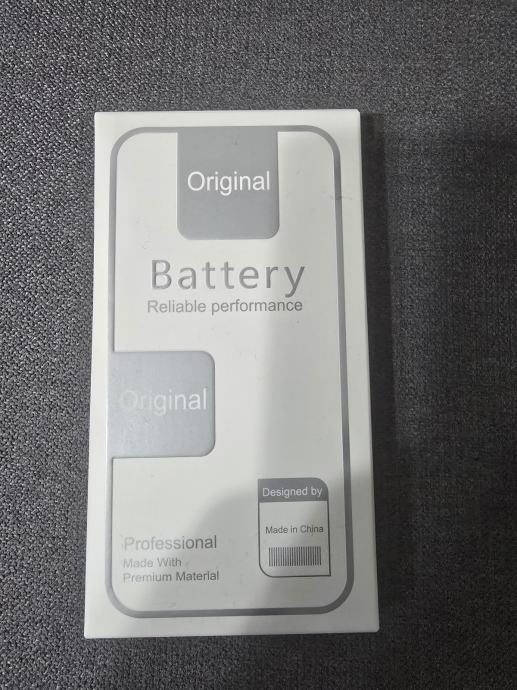 Original
Battery
Reliable performance
Original
Designed by
Made in China
Professional
Made With
Premium Material